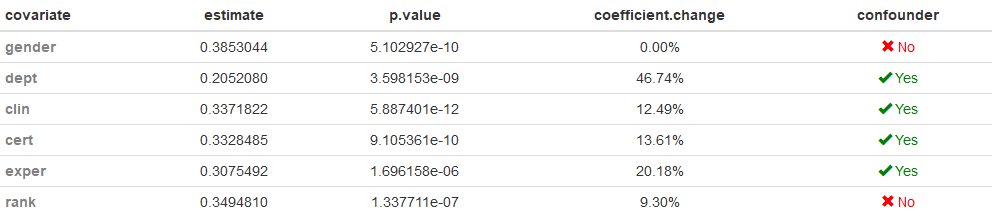 covariate estimate p.value coefficient.change confounder
gender 0.3853044 5.102927e-10 0.00% ✖ No
dept 0.2052080 3.598153e-09 46.74% ✔ Yes
clin 0.3371822 5.887401e-12 12.49% ✔ Yes
cert 0.3328485 9.105361e-10 13.61% ✔ Yes
exper 0.3075492 1.696158e-06 20.18% ✔ Yes
rank 0.3494810 1.337711e-07 9.30% ✖ No